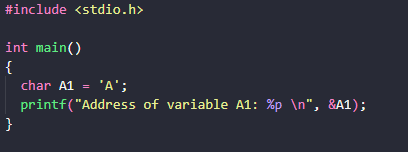 #include <stdio.h>
int main()
{
char A1 = 'A';
printf("Address of variable A1: %p \n", &A1);
}